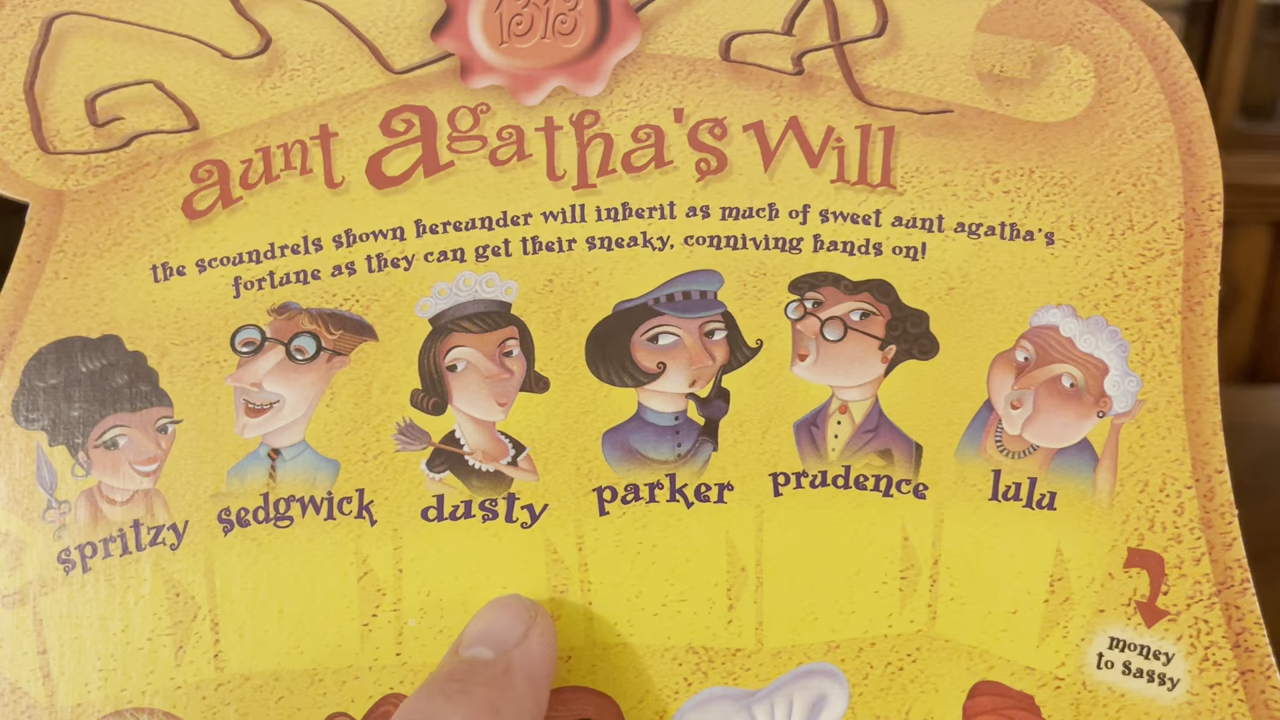 1313
aunt agatha's will
the scoundrels shown hereunder will inherit as much of sweet aunt agatha's
fortune as they can get their sneaky, conniving hands on!
spritzy
sedgwick
dusty
parker
prudence
lulu
money
to sassy